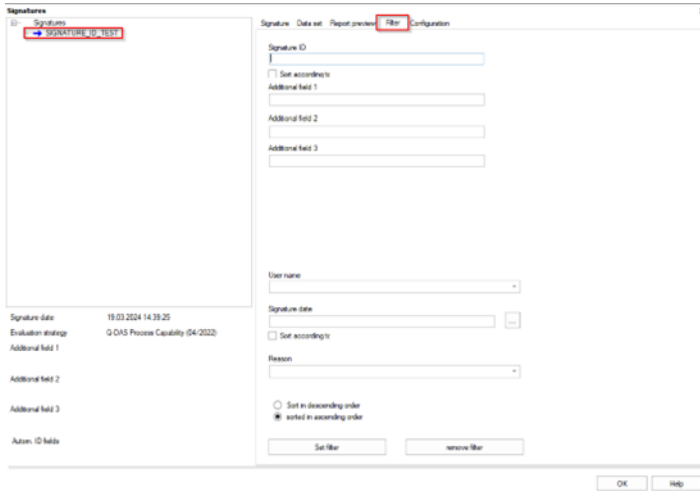 Signatures
Signatures
SIGNATURE_ID_TEST
Signature Data set Report preview Filter Configuration
Signature ID
Sort according to
Additional field 1
Additional field 2
Additional field 3
User name
Signature date
...
Sort according to
Reason
Sort in descending order
sorted in ascending order
Set filter remove filter
Signature date 19.03.2024 14:39:25
Evaluation strategy Q-DAS Process Capability (04/2022)
Additional field 1
Additional field 2
Additional field 3
Autom. ID fields
OK Help